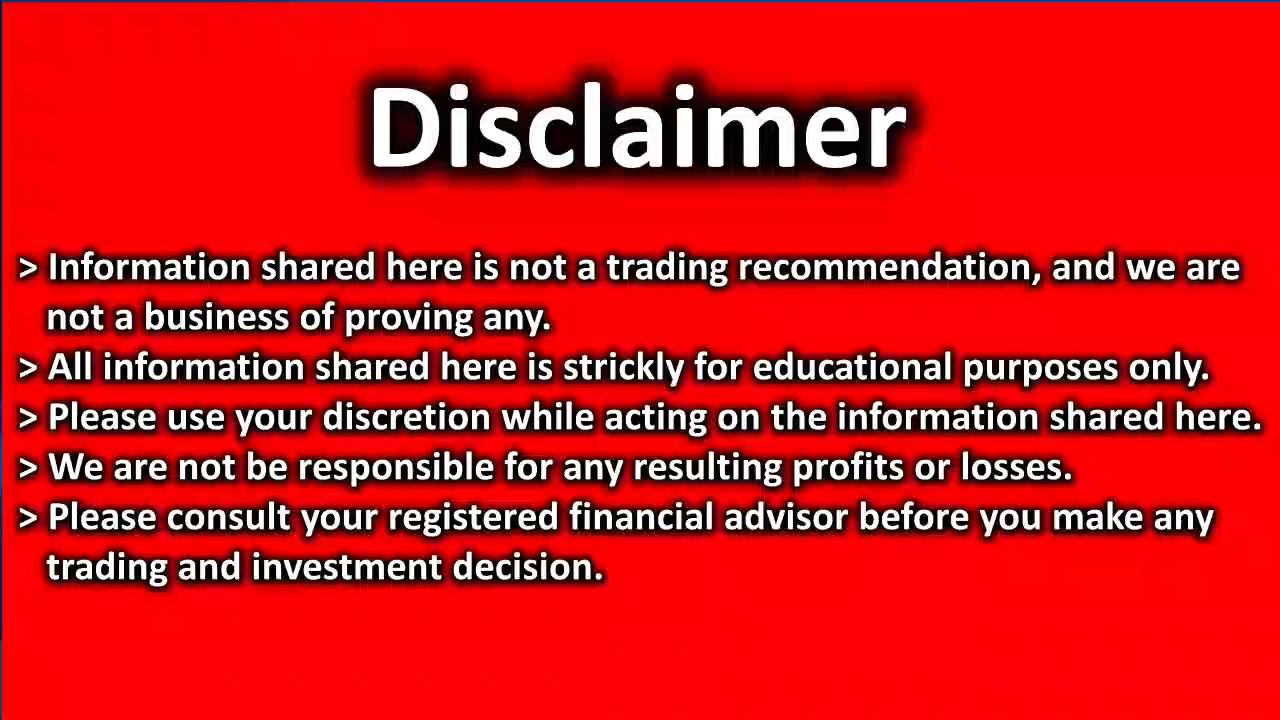 Disclaimer
> Information shared here is not a trading recommendation, and we are
not a business of proving any.
> All information shared here is strickly for educational purposes only.
> Please use your discretion while acting on the information shared here.
> We are not be responsible for any resulting profits or losses.
> Please consult your registered financial advisor before you make any
trading and investment decision.